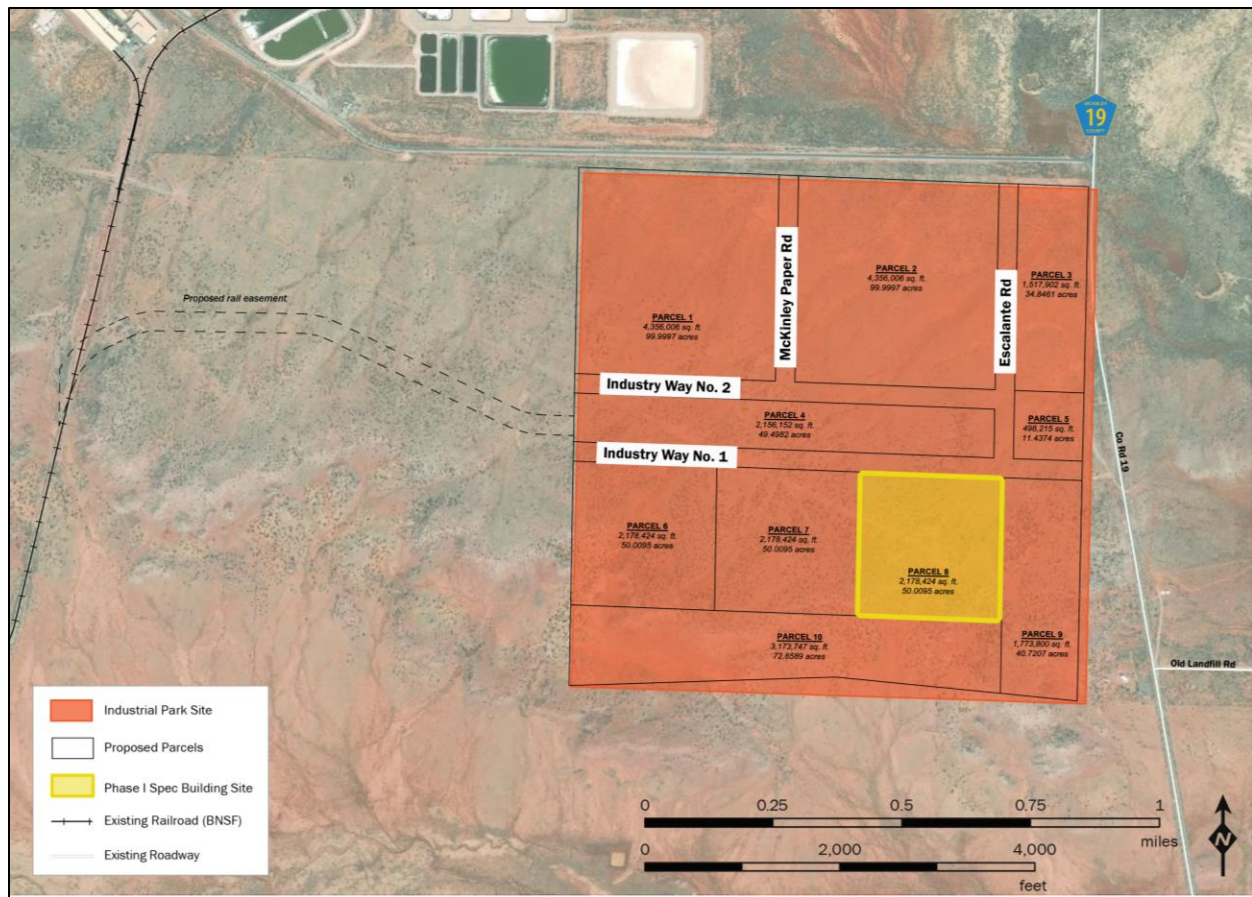 McKINLEY
19
COUNTY
McKinley Paper Rd
Escalante Rd
PARCEL 1
4,356,006 sq. ft.
99.9997 acres
PARCEL 2
4,356,006 sq. ft.
99.9997 acres
PARCEL 3
1,517,902 sq. ft.
34.8461 acres
Proposed rail easement
Industry Way No. 2
PARCEL 4
2,156,152 sq. ft.
49.4982 acres
PARCEL 5
498,215 sq. ft.
11.4374 acres
Industry Way No. 1
Co Rd 19
PARCEL 6
2,178,424 sq. ft.
50.0095 acres
PARCEL 7
2,178,424 sq. ft.
50.0095 acres
PARCEL 8
2,178,424 sq. ft.
50.0095 acres
PARCEL 9
1,773,800 sq. ft.
40.7207 acres
PARCEL 10
3,173,747 sq. ft.
72.8589 acres
Old Landfill Rd
Industrial Park Site
Proposed Parcels
Phase I Spec Building Site
Existing Railroad (BNSF)
Existing Roadway
0 0.25 0.5 0.75 1
miles
0 2,000 4,000
feet
N